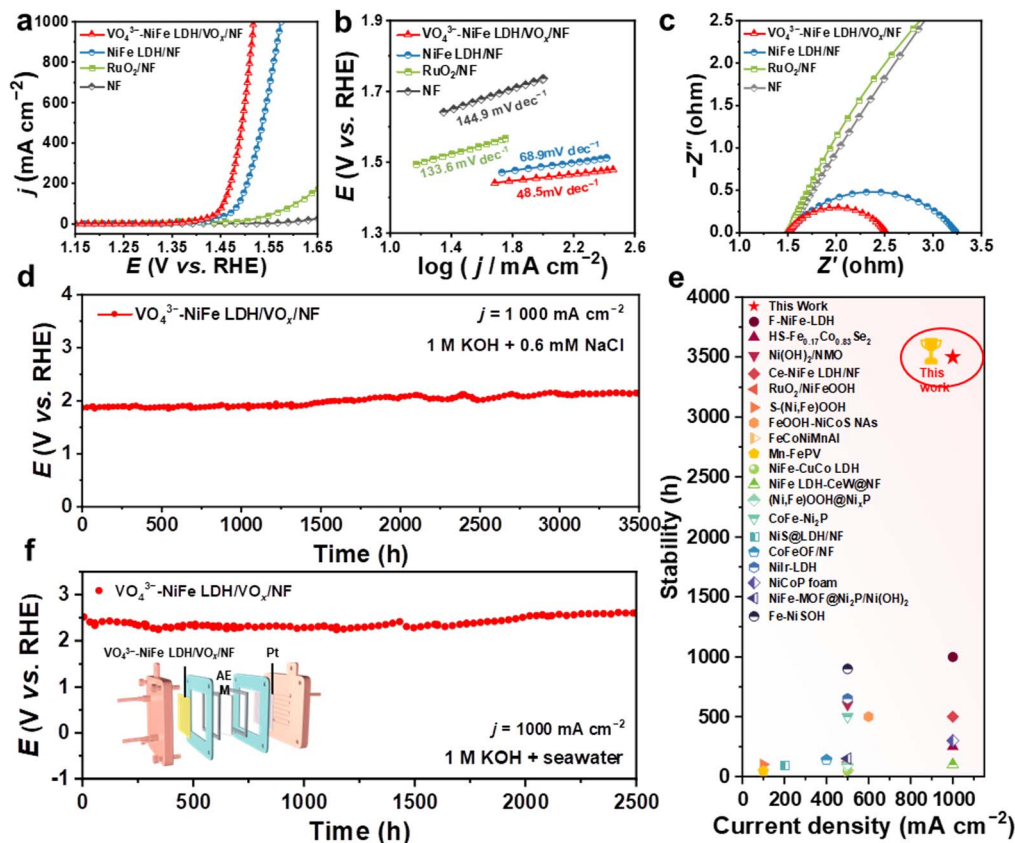 a
VO₄³⁻-NiFe LDH/VOₓ/NF
NiFe LDH/NF
RuO₂/NF
NF
1000
800
600
400
200
0
j (mA cm⁻²)
1.15 1.25 1.35 1.45 1.55 1.65
E (V vs. RHE)
b
VO₄³⁻-NiFe LDH/VOₓ/NF
NiFe LDH/NF
RuO₂/NF
NF
1.9
1.7
1.5
1.3
E (V vs. RHE)
144.9 mV dec⁻¹
133.6 mV dec⁻¹
68.9mV dec⁻¹
48.5mV dec⁻¹
1.0 1.4 1.8 2.2 2.6
log ( j / mA cm⁻²)
c
VO₄³⁻-NiFe LDH/VOₓ/NF
NiFe LDH/NF
RuO₂/NF
NF
2.5
2.0
1.5
1.0
0.5
0.0
−Z″ (ohm)
1.0 1.5 2.0 2.5 3.0 3.5
Z′ (ohm)
d
VO₄³⁻-NiFe LDH/VOₓ/NF
j = 1 000 mA cm⁻²
1 M KOH + 0.6 mM NaCl
4
2
0
E (V vs. RHE)
0 500 1000 1500 2000 2500 3000 3500
Time (h)
e
This Work
F-NiFe-LDH
HS-Fe₀.₁₇Co₀.₈₃Se₂
Ni(OH)₂/NMO
Ce-NiFe LDH/NF
RuO₂/NiFeOOH
S-(Ni,Fe)OOH
FeOOH-NiCoS NAs
FeCoNiMnAl
Mn-FePV
NiFe-CuCo LDH
NiFe LDH-CeW@NF
(Ni,Fe)OOH@NiₓP
CoFe-Ni₂P
NiS@LDH/NF
CoFeOF/NF
NiIr-LDH
NiCoP foam
NiFe-MOF@Ni₂P/Ni(OH)₂
Fe-Ni SOH
This
work
4000
3500
3000
2500
2000
1500
1000
500
0
Stability (h)
0 200 400 600 800 1000
Current density (mA cm⁻²)
f
VO₄³⁻-NiFe LDH/VOₓ/NF
VO₄³⁻-NiFe LDH/VOₓ/NF
AE
M
Pt
j = 1000 mA cm⁻²
1 M KOH + seawater
3
2
1
0
-1
E (V vs. RHE)
0 500 1000 1500 2000 2500
Time (h)